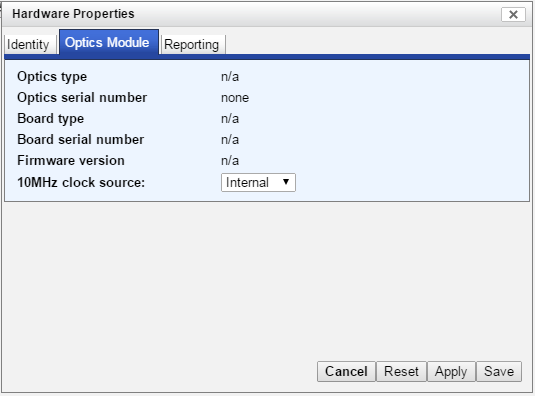 Hardware Properties
Identity Optics Module Reporting
Optics type n/a
Optics serial number none
Board type n/a
Board serial number n/a
Firmware version n/a
10MHz clock source: Internal
Cancel Reset Apply Save